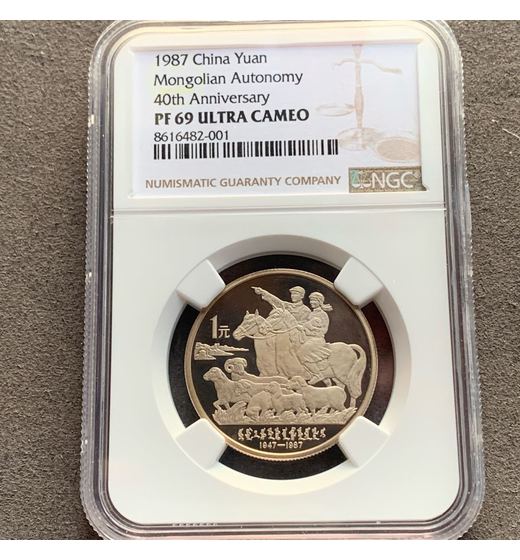 1987 China Yuan
Mongolian Autonomy
40th Anniversary
PF 69 ULTRA CAMEO
8616482-001
NUMISMATIC GUARANTY COMPANY
NGC
1元
1947—1987